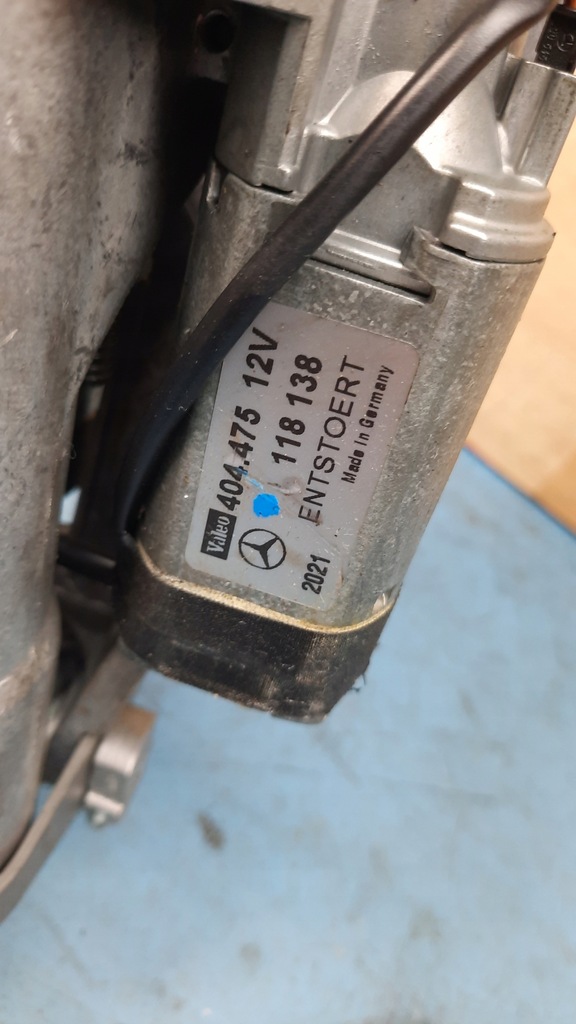 Valeo 404.475 12V
118 138
ENTSTOERT
2021 Made in Germany